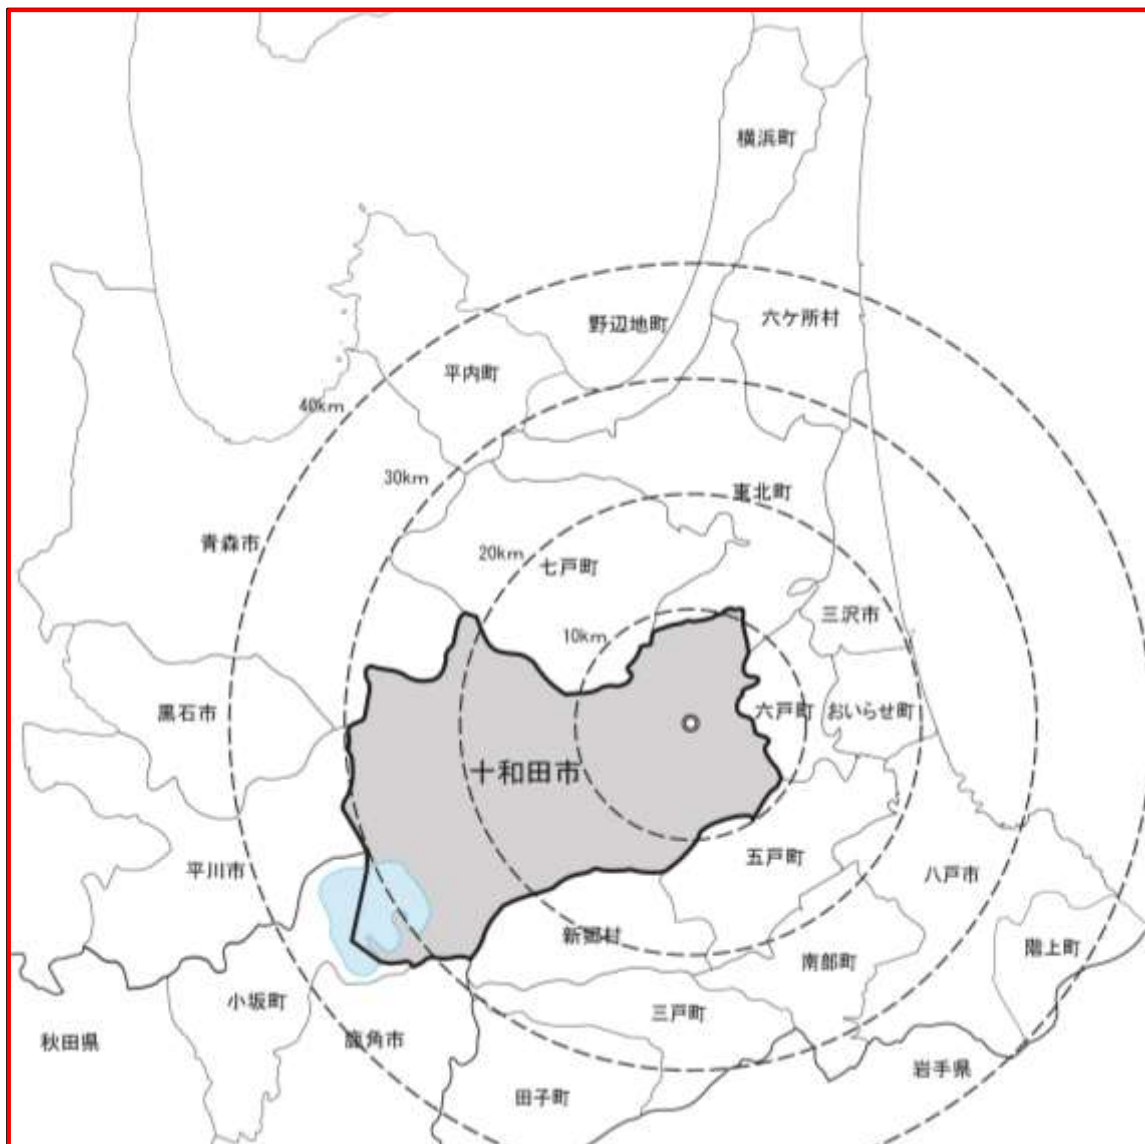 横浜町
野辺地町
六ケ所村
平内町
40km
30km
東北町
青森市
20km
七戸町
三沢市
10km
黒石市
六戸町
おいらせ町
十和田市
五戸町
平川市
八戸市
新郷村
南部町
階上町
小坂町
三戸町
秋田県
鹿角市
岩手県
田子町